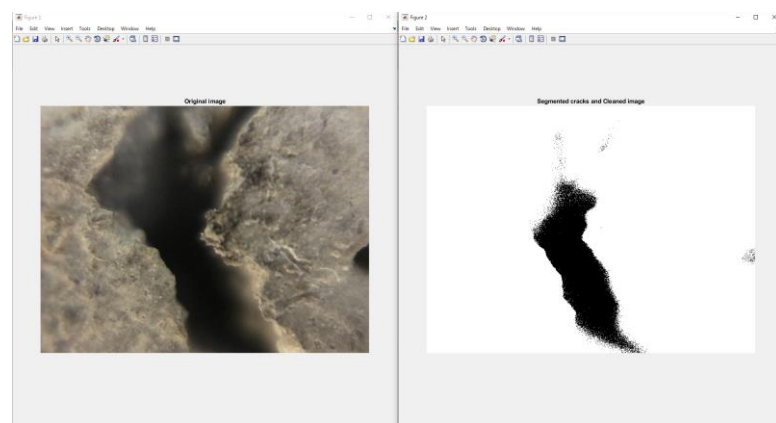 Figure 1
File Edit View Insert Tools Desktop Window Help
Original image
Figure 2
File Edit View Insert Tools Desktop Window Help
Segmented cracks and Cleaned image